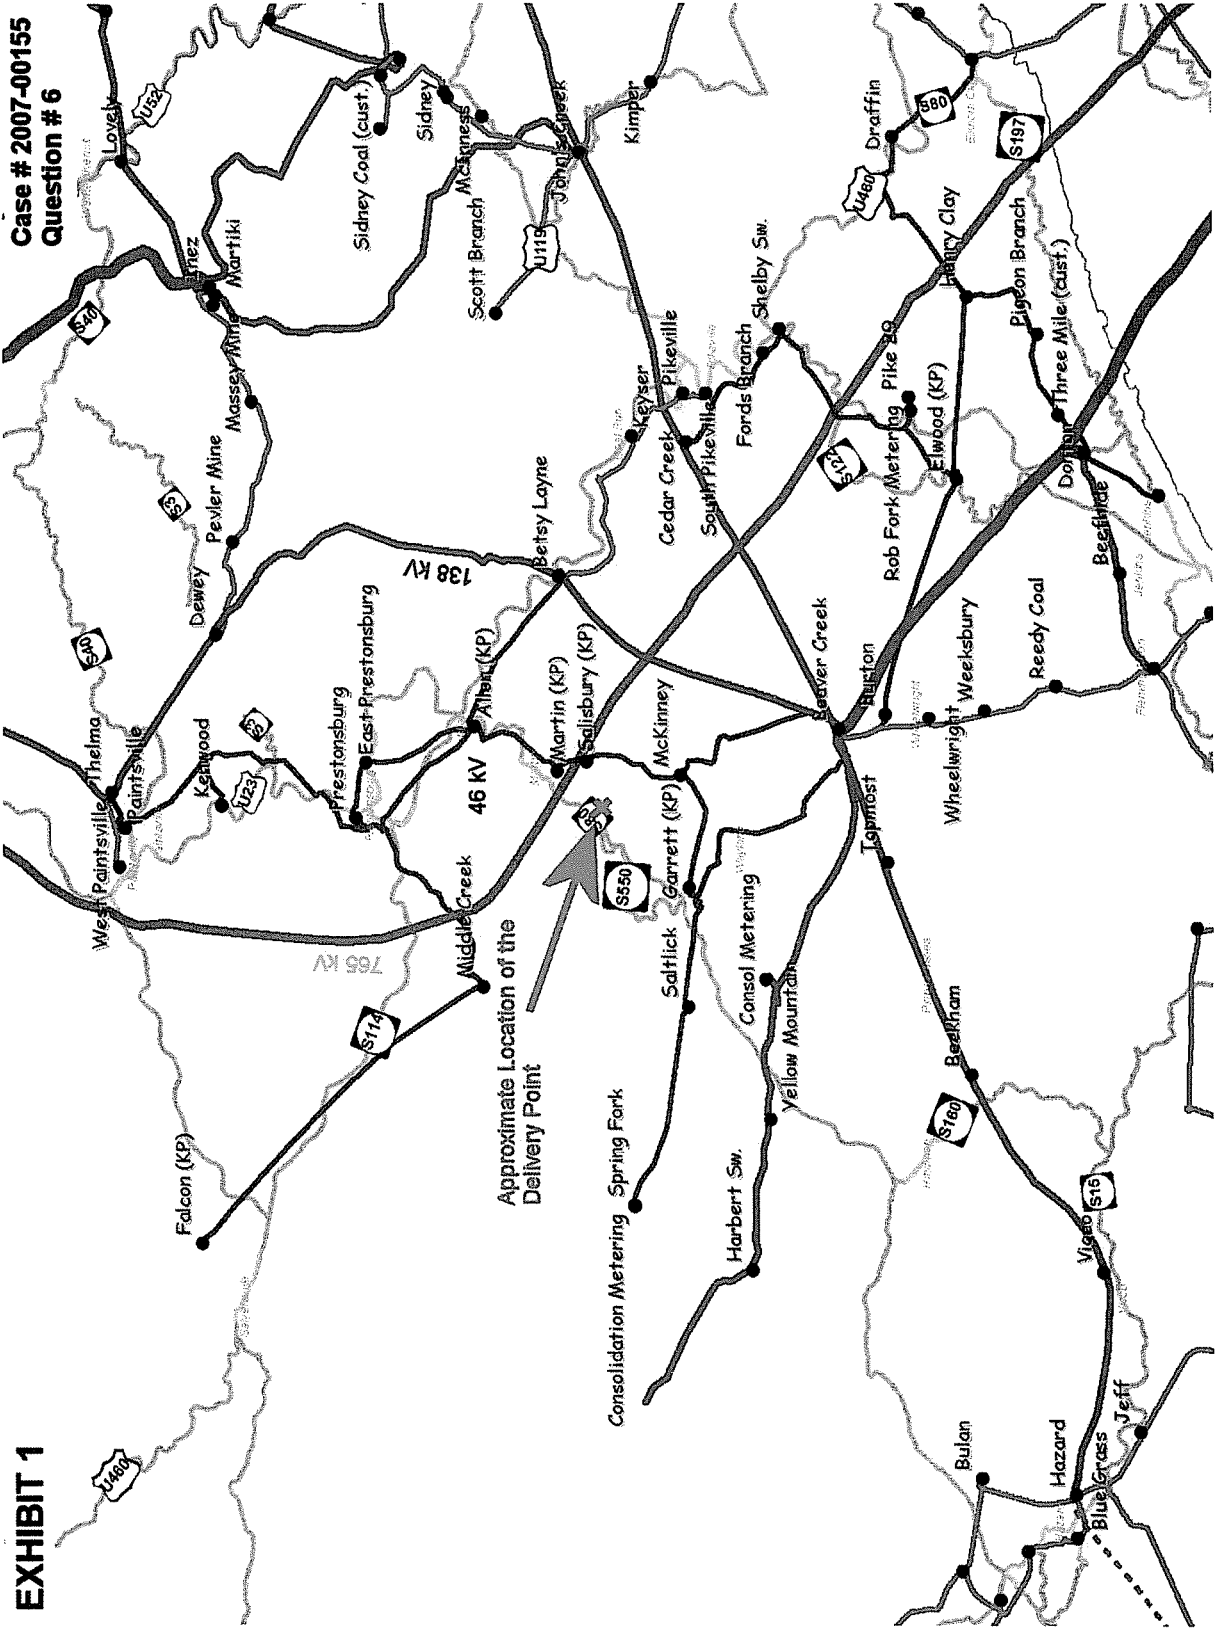 EXHIBIT 1
Case # 2007-00155
Question # 6
U460
Falcon (KP)
S114
West Paintsville
Thelma
Paintsville
Kenwood
U23
S3
S40
Dewey
S3
Pevler Mine
Massey Mine
S40
Inez
Martiki
Lovely
U52
Prestonsburg
East Prestonsburg
765 kV
138 kV
Middle Creek
46 kV
Allen (KP)
Betsy Layne
Sidney Coal (cust.)
Sidney
McInness
Scott Branch
Johns Creek
U119
Kimper
Approximate Location of the
Delivery Point
Martin (KP)
Salisbury (KP)
S550
McKinney
Garrett (KP)
Saltlick
Spring Fork
Consolidation Metering
Keyser
Pikeville
Cedar Creek
South Pikeville
Fords Branch
Shelby Sw.
Harbert Sw.
Consol Metering
Yellow Mountain
Beaver Creek
Burton
Topmost
S122
Pike 29
Rob Fork Metering
Elwood (KP)
U460
Draffin
S80
Henry Clay
S197
Pigeon Branch
Three Mile (cust.)
Dorton
Beefhide
Wheelwright
Weeksbury
Reedy Coal
Beckham
S160
Vicco
S15
Bulan
Hazard
Blue Grass
Jeff